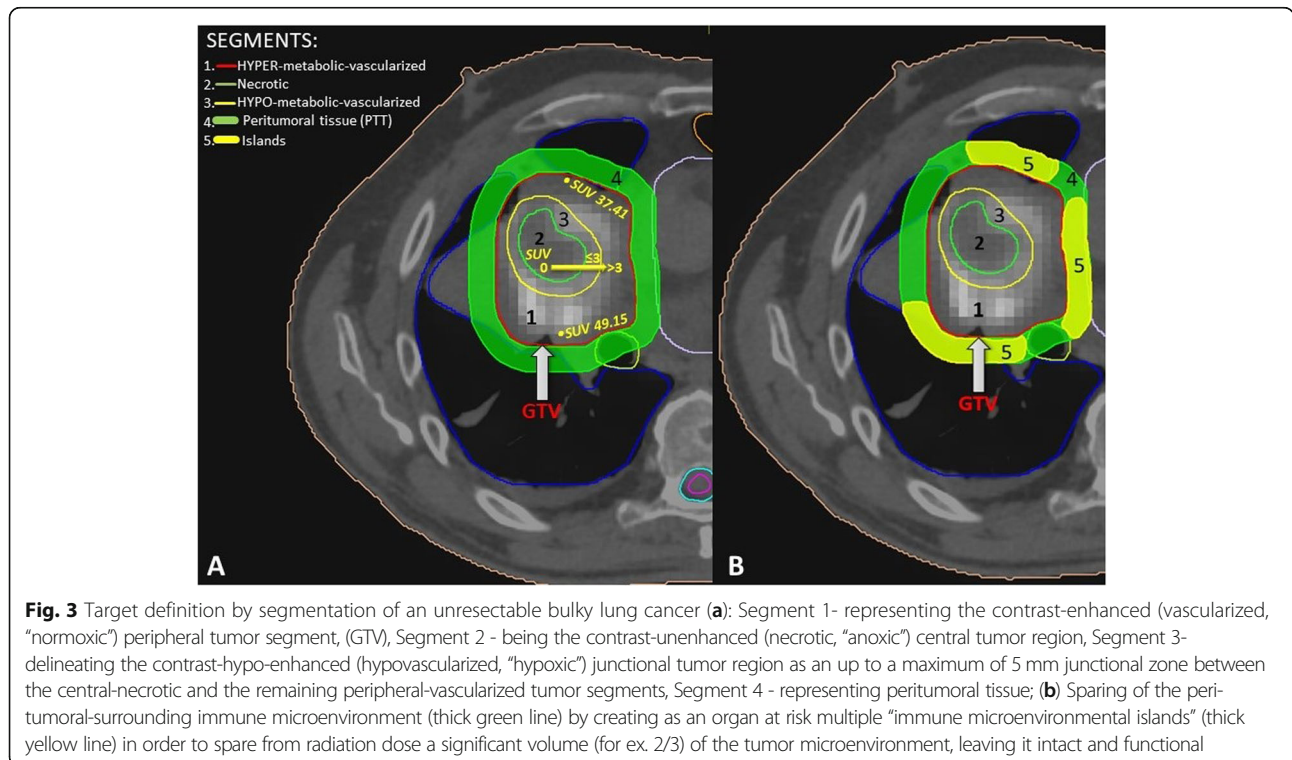 SEGMENTS:
1. HYPER-metabolic-vascularized
2. Necrotic
3. HYPO-metabolic-vascularized
4. Peritumoral tissue (PTT)
5. Islands
4
SUV 37.41
3
2
SUV
0
≤3
>3
1
SUV 49.15
GTV
A
5
4
3
2
5
1
5
GTV
B
Fig. 3 Target definition by segmentation of an unresectable bulky lung cancer (a): Segment 1- representing the contrast-enhanced (vascularized,
“normoxic”) peripheral tumor segment, (GTV), Segment 2 - being the contrast-unenhanced (necrotic, “anoxic”) central tumor region, Segment 3-
delineating the contrast-hypo-enhanced (hypovascularized, “hypoxic”) junctional tumor region as an up to a maximum of 5 mm junctional zone between
the central-necrotic and the remaining peripheral-vascularized tumor segments, Segment 4 - representing peritumoral tissue; (b) Sparing of the peri-
tumoral-surrounding immune microenvironment (thick green line) by creating as an organ at risk multiple “immune microenvironmental islands” (thick
yellow line) in order to spare from radiation dose a significant volume (for ex. 2/3) of the tumor microenvironment, leaving it intact and functional